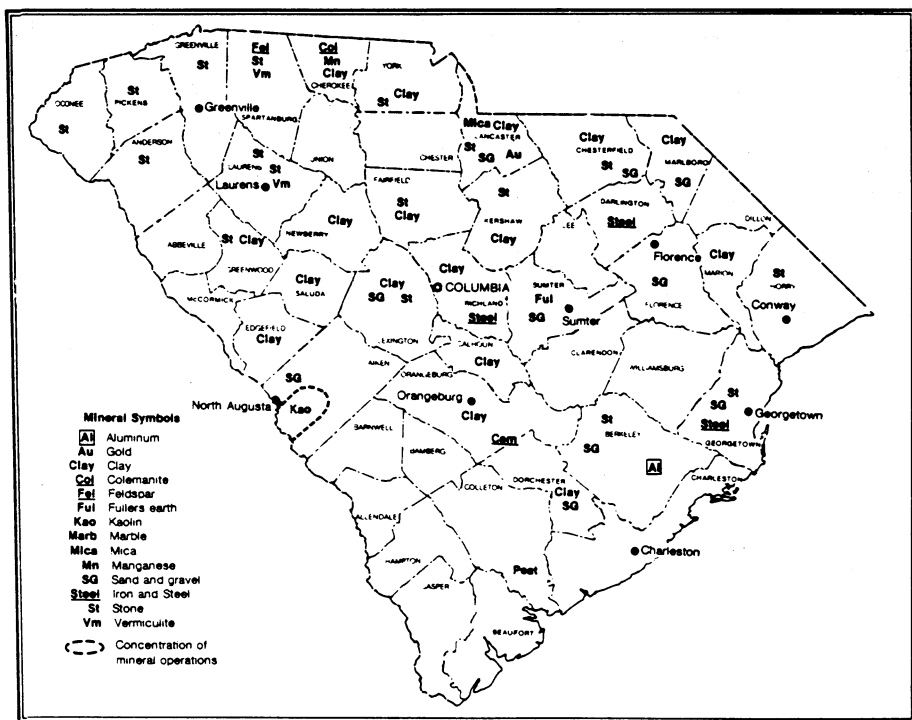 GREENVILLE
St
Fel
St
Vm
Col
Mn
Clay
CHEROKEE
YORK
Clay
St
OCONEE
St
St
PICKENS
Greenville
SPARTANBURG
Mica Clay
LANCASTER
St
SG Au
Clay
CHESTERFIELD
St
SG
Clay
MARLBORO
SG
ANDERSON
St
St
LAURENS St
Laurens Vm
UNION
CHESTER
FAIRFIELD
St
Clay
St
KERSHAW
Clay
LEE
DARLINGTON
Steel
DILLON
ABBEVILLE
St Clay
GREENWOOD
NEWBERRY
Clay
Clay
SALUDA
Clay
SG St
LEXINGTON
Clay
COLUMBIA
RICHLAND
Steel
SUMTER
Ful
SG
Sumter
Florence
SG
FLORENCE
Clay
MARION
St
HORRY
Conway
McCORMICK
EDGEFIELD
Clay
SG
AIKEN
North Augusta
Kao
CALHOUN
Clay
ORANGEBURG
Orangeburg
Clay
Cem
CLARENDON
WILLIAMSBURG
St
SG
Steel
Georgetown
GEORGETOWN
St
BERKELEY
SG
Al
CHARLESTON
BARNWELL
BAMBERG
COLLETON
DORCHESTER
Clay
SG
Charleston
ALLENDALE
HAMPTON
JASPER
Peat
BEAUFORT
Mineral Symbols
Al Aluminum
Au Gold
Clay Clay
Col Colemanite
Fel Feldspar
Ful Fullers earth
Kao Kaolin
Marb Marble
Mica Mica
Mn Manganese
SG Sand and gravel
Steel Iron and Steel
St Stone
Vm Vermiculite
Concentration of
mineral operations